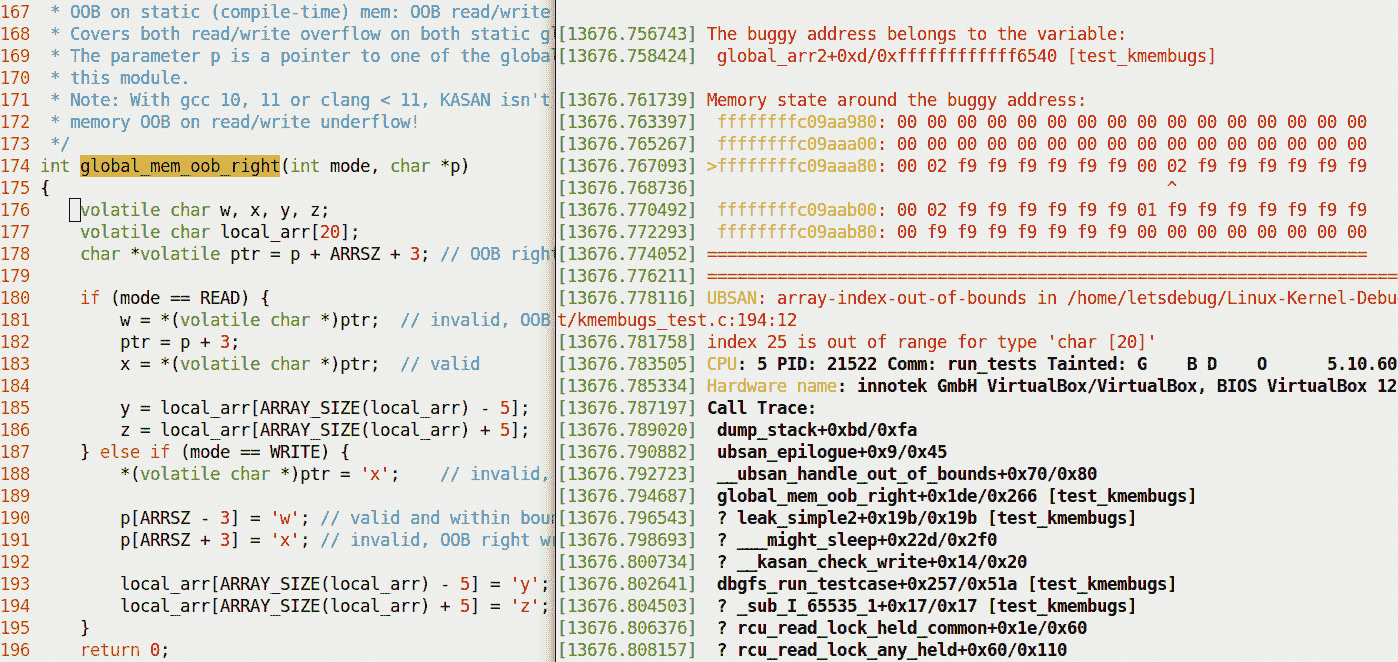 167  * OOB on static (compile-time) mem: OOB read/write
168  * Covers both read/write overflow on both static g
169  * The parameter p is a pointer to one of the globa
170  * this module.
171  * Note: With gcc 10, 11 or clang < 11, KASAN isn't
172  * memory OOB on read/write underflow!
173  */
174 int global_mem_oob_right(int mode, char *p)
175 {
176     volatile char w, x, y, z;
177     volatile char local_arr[20];
178     char *volatile ptr = p + ARRSZ + 3; // OOB right
179
180     if (mode == READ) {
181         w = *(volatile char *)ptr;  // invalid, OOB
182         ptr = p + 3;
183         x = *(volatile char *)ptr;  // valid
184
185         y = local_arr[ARRAY_SIZE(local_arr) - 5];
186         z = local_arr[ARRAY_SIZE(local_arr) + 5];
187     } else if (mode == WRITE) {
188         *(volatile char *)ptr = 'x';    // invalid,
189
190         p[ARRSZ - 3] = 'w'; // valid and within bou
191         p[ARRSZ + 3] = 'x'; // invalid, OOB right w
192
193         local_arr[ARRAY_SIZE(local_arr) - 5] = 'y';
194         local_arr[ARRAY_SIZE(local_arr) + 5] = 'z';
195     }
196     return 0;
[13676.756743] The buggy address belongs to the variable:
[13676.758424]  global_arr2+0xd/0xffffffffffff6540 [test_kmembugs]
[13676.761739] Memory state around the buggy address:
[13676.763397]  ffffffffc09aa980: 00 00 00 00 00 00 00 00 00 00 00 00 00 00 00 00
[13676.765267]  ffffffffc09aaa00: 00 00 00 00 00 00 00 00 00 00 00 00 00 00 00 00
[13676.767093] >ffffffffc09aaa80: 00 02 f9 f9 f9 f9 f9 f9 00 02 f9 f9 f9 f9 f9 f9
[13676.768736]                                               ^
[13676.770492]  ffffffffc09aab00: 00 02 f9 f9 f9 f9 f9 f9 01 f9 f9 f9 f9 f9 f9 f9
[13676.772293]  ffffffffc09aab80: 00 f9 f9 f9 f9 f9 f9 f9 00 00 00 00 00 00 00 00
[13676.774052] ==================================================================
[13676.776211] =====================================================================
[13676.778116] UBSAN: array-index-out-of-bounds in /home/letsdebug/Linux-Kernel-Debu
t/kmembugs_test.c:194:12
[13676.781758] index 25 is out of range for type 'char [20]'
[13676.783505] CPU: 5 PID: 21522 Comm: run_tests Tainted: G    B D    O      5.10.60
[13676.785334] Hardware name: innotek GmbH VirtualBox/VirtualBox, BIOS VirtualBox 12
[13676.787197] Call Trace:
[13676.789020]  dump_stack+0xbd/0xfa
[13676.790882]  ubsan_epilogue+0x9/0x45
[13676.792723]  __ubsan_handle_out_of_bounds+0x70/0x80
[13676.794687]  global_mem_oob_right+0x1de/0x266 [test_kmembugs]
[13676.796543]  ? leak_simple2+0x19b/0x19b [test_kmembugs]
[13676.798693]  ? ___might_sleep+0x22d/0x2f0
[13676.800734]  ? __kasan_check_write+0x14/0x20
[13676.802641]  dbgfs_run_testcase+0x257/0x51a [test_kmembugs]
[13676.804503]  ? _sub_I_65535_1+0x17/0x17 [test_kmembugs]
[13676.806376]  ? rcu_read_lock_held_common+0x1e/0x60
[13676.808157]  ? rcu_read_lock_any_held+0x60/0x110